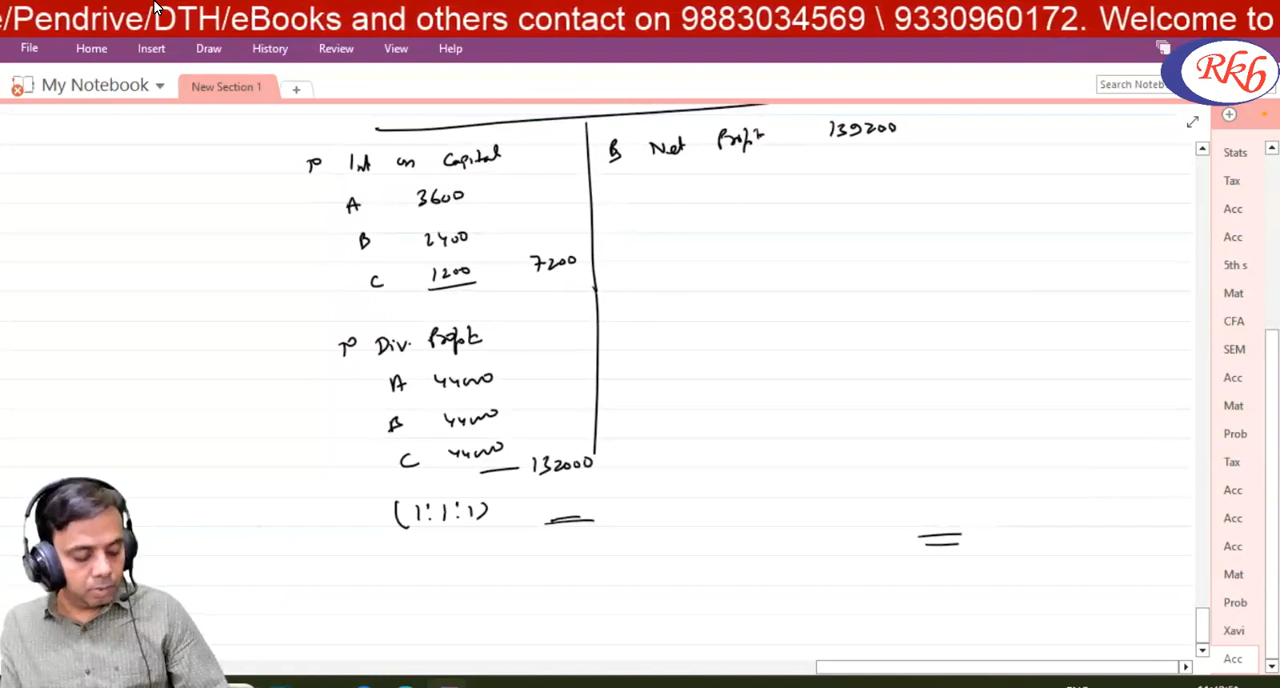 e/Pendrive/DTH/eBooks and others contact on 9883034569 \ 9330960172. Welcome to
File Home Insert Draw History Review View Help
Rkb
My Notebook New Section 1 + Search Noteb
To Int on Capital
A 3600
B 2400
C 1200 7200
To Div. Profit
A 44000
B 44000
C 44000 132000
(1:1:1)
By Net Profit 139200
Stats
Tax
Acc
Acc
5th s
Mat
CFA
SEM
Acc
Mat
Prob
Tax
Acc
Acc
Acc
Mat
Prob
Xavi
Acc